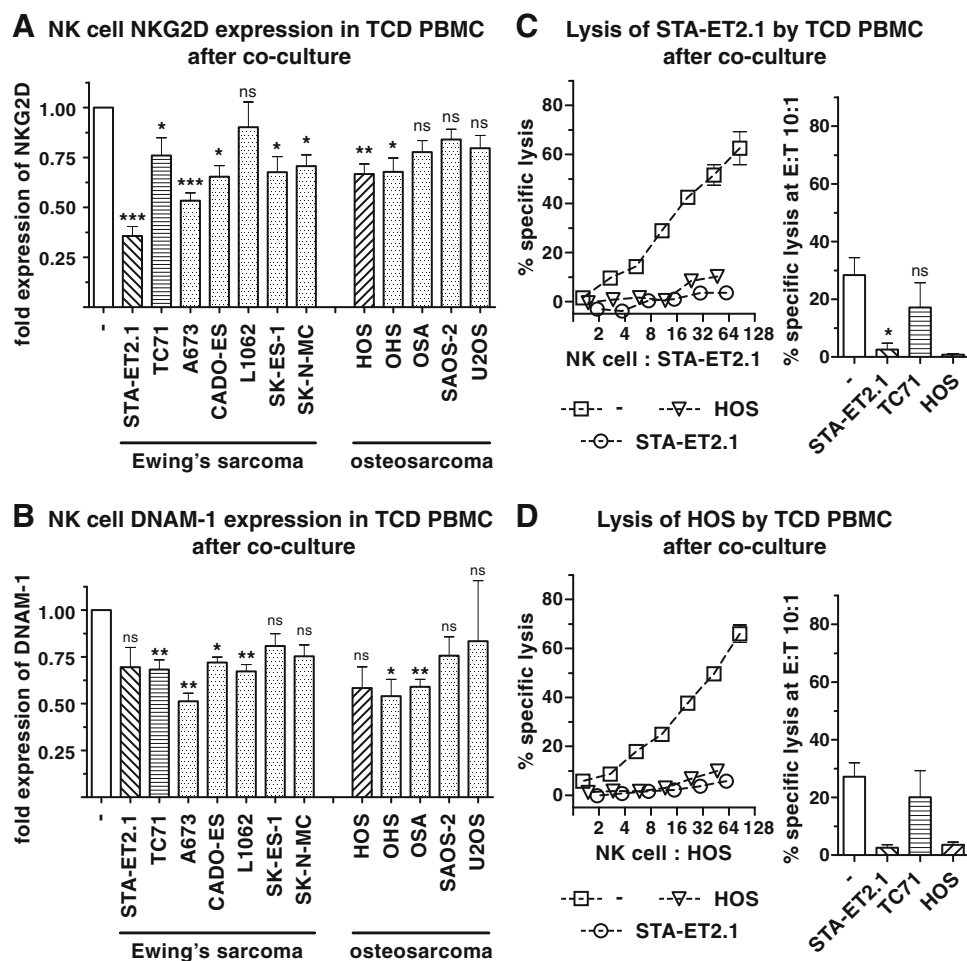 A NK cell NKG2D expression in TCD PBMC
after co-culture
fold expression of NKG2D
1.00
0.75
0.50
0.25
***
*
***
*
ns
*
*
**
*
ns
ns
ns
-
STA-ET2.1
TC71
A673
CADO-ES
L1062
SK-ES-1
SK-N-MC
HOS
OHS
OSA
SAOS-2
U2OS
Ewing's sarcoma
osteosarcoma
B NK cell DNAM-1 expression in TCD PBMC
after co-culture
fold expression of DNAM-1
1.00
0.75
0.50
0.25
ns
**
**
*
**
ns
ns
ns
*
**
ns
ns
-
STA-ET2.1
TC71
A673
CADO-ES
L1062
SK-ES-1
SK-N-MC
HOS
OHS
OSA
SAOS-2
U2OS
Ewing's sarcoma
osteosarcoma
C Lysis of STA-ET2.1 by TCD PBMC
after co-culture
% specific lysis
80
60
40
20
0
2 4 8 16 32 64 128
NK cell : STA-ET2.1
- HOS
STA-ET2.1
% specific lysis at E:T 10:1
80
60
40
20
0
*
ns
-
STA-ET2.1
TC71
HOS
D Lysis of HOS by TCD PBMC
after co-culture
% specific lysis
80
60
40
20
0
2 4 8 16 32 64 128
NK cell : HOS
- HOS
STA-ET2.1
% specific lysis at E:T 10:1
80
60
40
20
0
-
STA-ET2.1
TC71
HOS